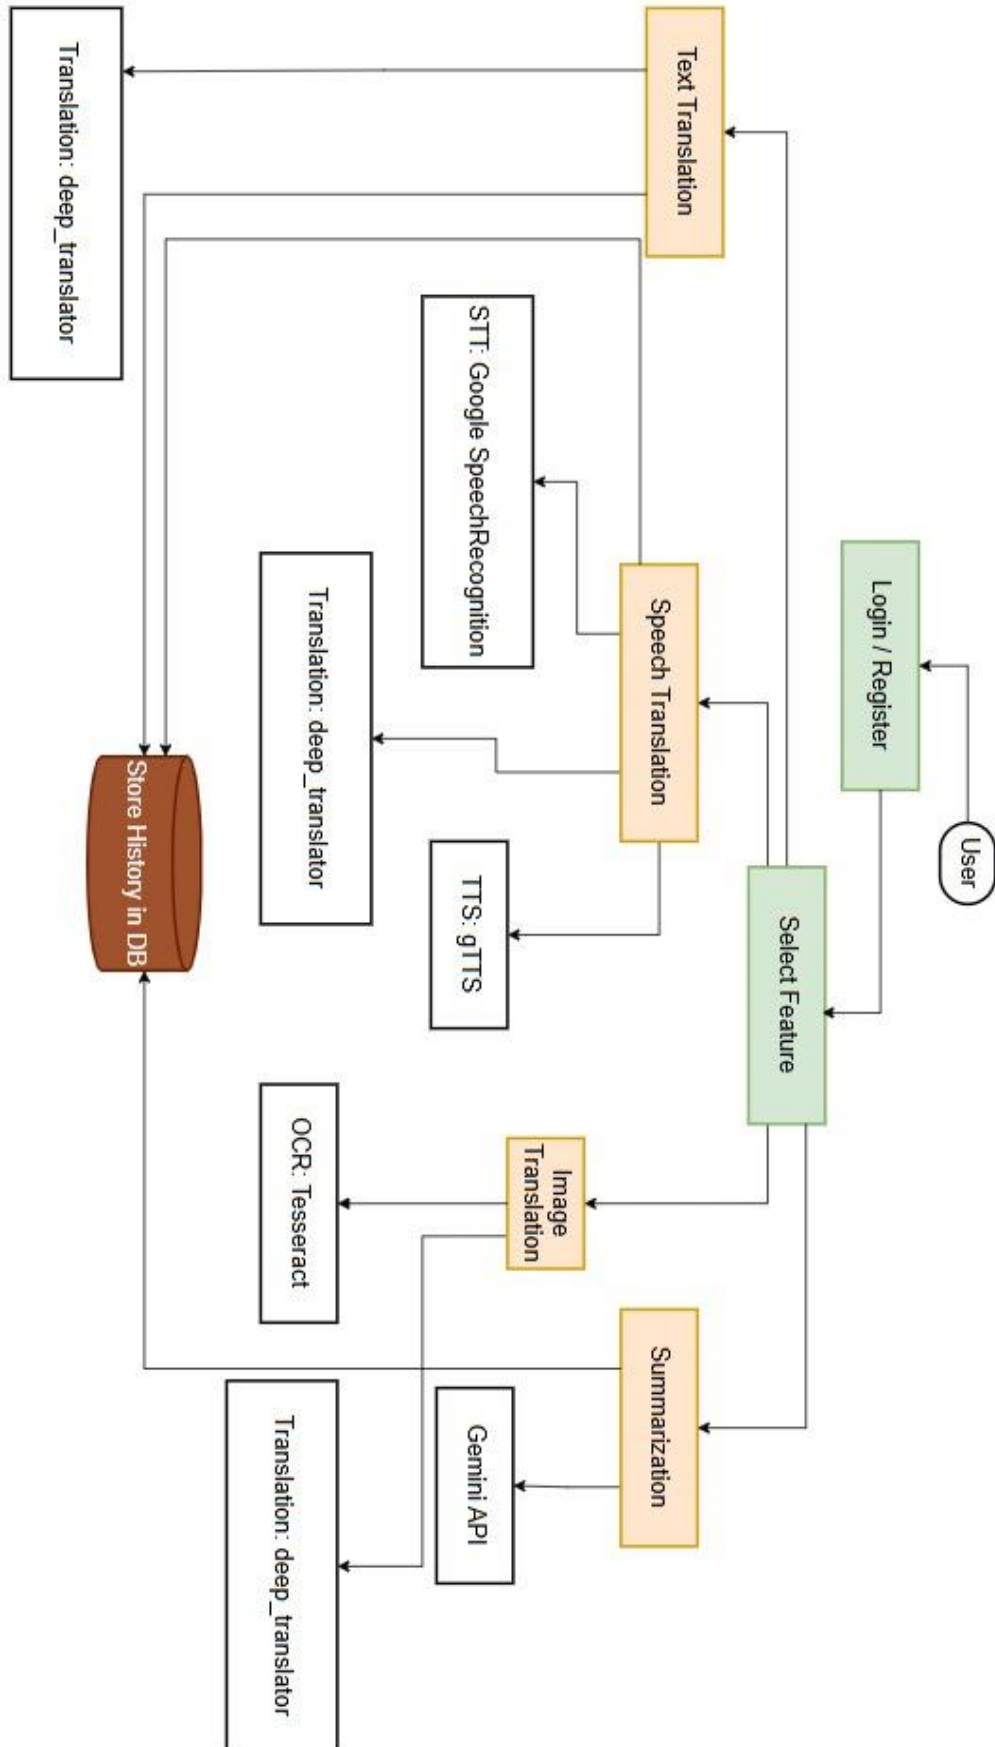 User
Login / Register
Select Feature
Text Translation
Speech Translation
Image
Translation
Summarization
STT: Google SpeechRecognition
TTS: gTTS
Gemini API
Translation: deep_translator
Translation: deep_translator
OCR: Tesseract
Translation: deep_translator
Store History in DB